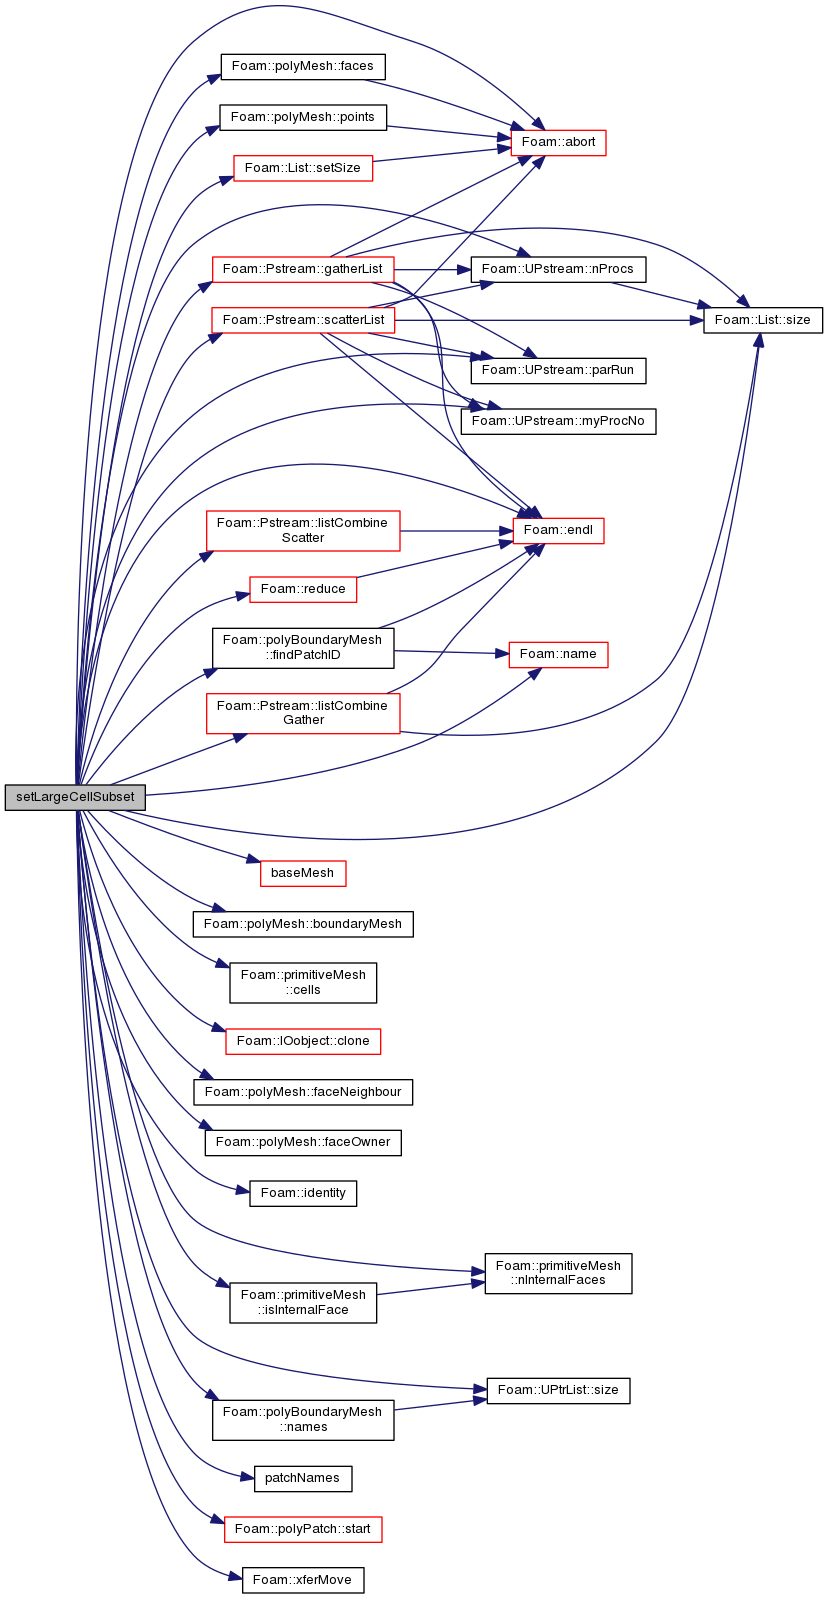 Foam::polyMesh::faces
Foam::polyMesh::points
Foam::abort
Foam::List::setSize
Foam::Pstream::gatherList
Foam::UPstream::nProcs
Foam::Pstream::scatterList
Foam::List::size
Foam::UPstream::parRun
Foam::UPstream::myProcNo
Foam::Pstream::listCombine
Scatter
Foam::endl
Foam::reduce
Foam::polyBoundaryMesh
::findPatchID
Foam::name
Foam::Pstream::listCombine
Gather
setLargeCellSubset
baseMesh
Foam::polyMesh::boundaryMesh
Foam::primitiveMesh
::cells
Foam::IOobject::clone
Foam::polyMesh::faceNeighbour
Foam::polyMesh::faceOwner
Foam::identity
Foam::primitiveMesh
::nInternalFaces
Foam::primitiveMesh
::isInternalFace
Foam::UPtrList::size
Foam::polyBoundaryMesh
::names
patchNames
Foam::polyPatch::start
Foam::xferMove